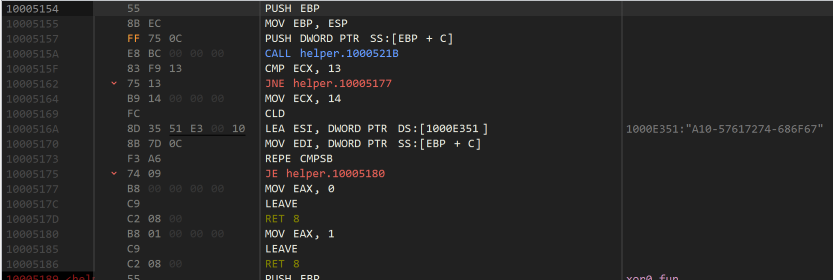 10005154 55 PUSH EBP
10005155 8B EC MOV EBP, ESP
10005157 FF 75 0C PUSH DWORD PTR SS:[EBP + C]
1000515A E8 BC 00 00 00 CALL helper.1000521B
1000515F 83 F9 13 CMP ECX, 13
10005162 75 13 JNE helper.10005177
10005164 B9 14 00 00 00 MOV ECX, 14
10005169 FC CLD
1000516A 8D 35 51 E3 00 10 LEA ESI, DWORD PTR DS:[1000E351] 1000E351:"A10-57617274-686F67"
10005170 8B 7D 0C MOV EDI, DWORD PTR SS:[EBP + C]
10005173 F3 A6 REPE CMPSB
10005175 74 09 JE helper.10005180
10005177 B8 00 00 00 00 MOV EAX, 0
1000517C C9 LEAVE
1000517D C2 08 00 RET 8
10005180 B8 01 00 00 00 MOV EAX, 1
10005185 C9 LEAVE
10005186 C2 08 00 RET 8
10005189 <hel 55 PUSH EBP xor0_fun